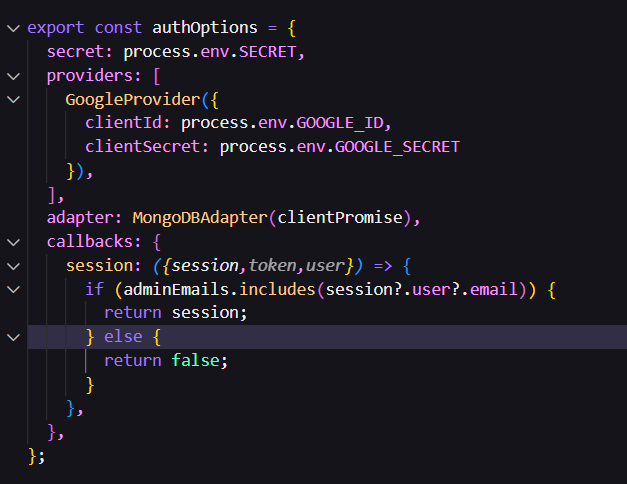 export const authOptions = {
  secret: process.env.SECRET,
  providers: [
    GoogleProvider({
      clientId: process.env.GOOGLE_ID,
      clientSecret: process.env.GOOGLE_SECRET
    }),
  ],
  adapter: MongoDBAdapter(clientPromise),
  callbacks: {
    session: ({session,token,user}) => {
      if (adminEmails.includes(session?.user?.email)) {
        return session;
      } else {
        return false;
      }
    },
  },
};